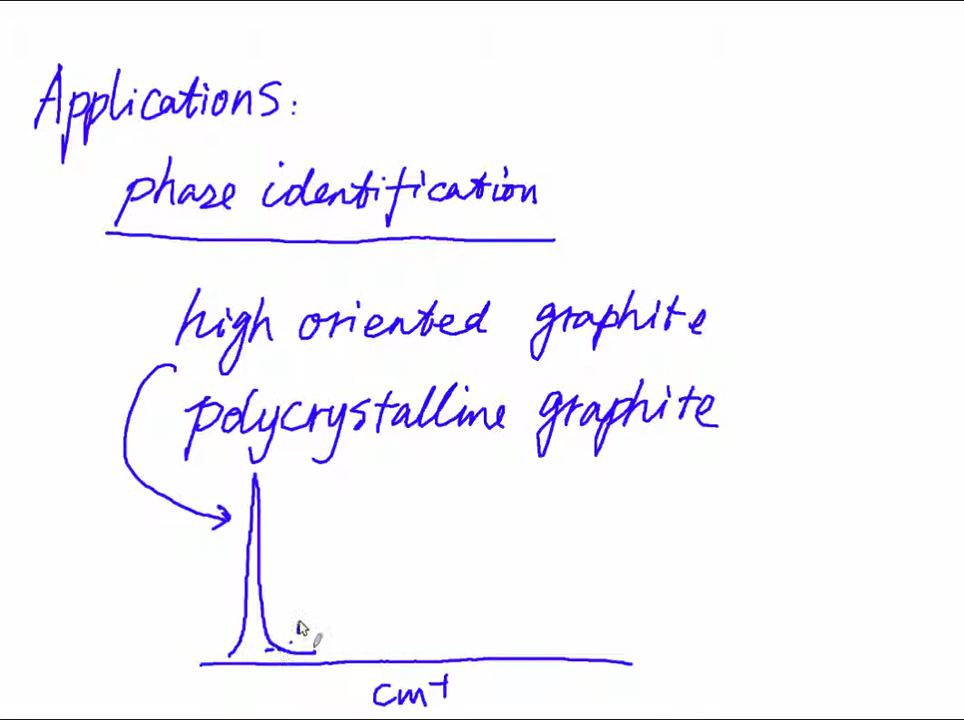 Applications:
phase identification
high oriented graphite
polycrystalline graphite
cm⁻¹